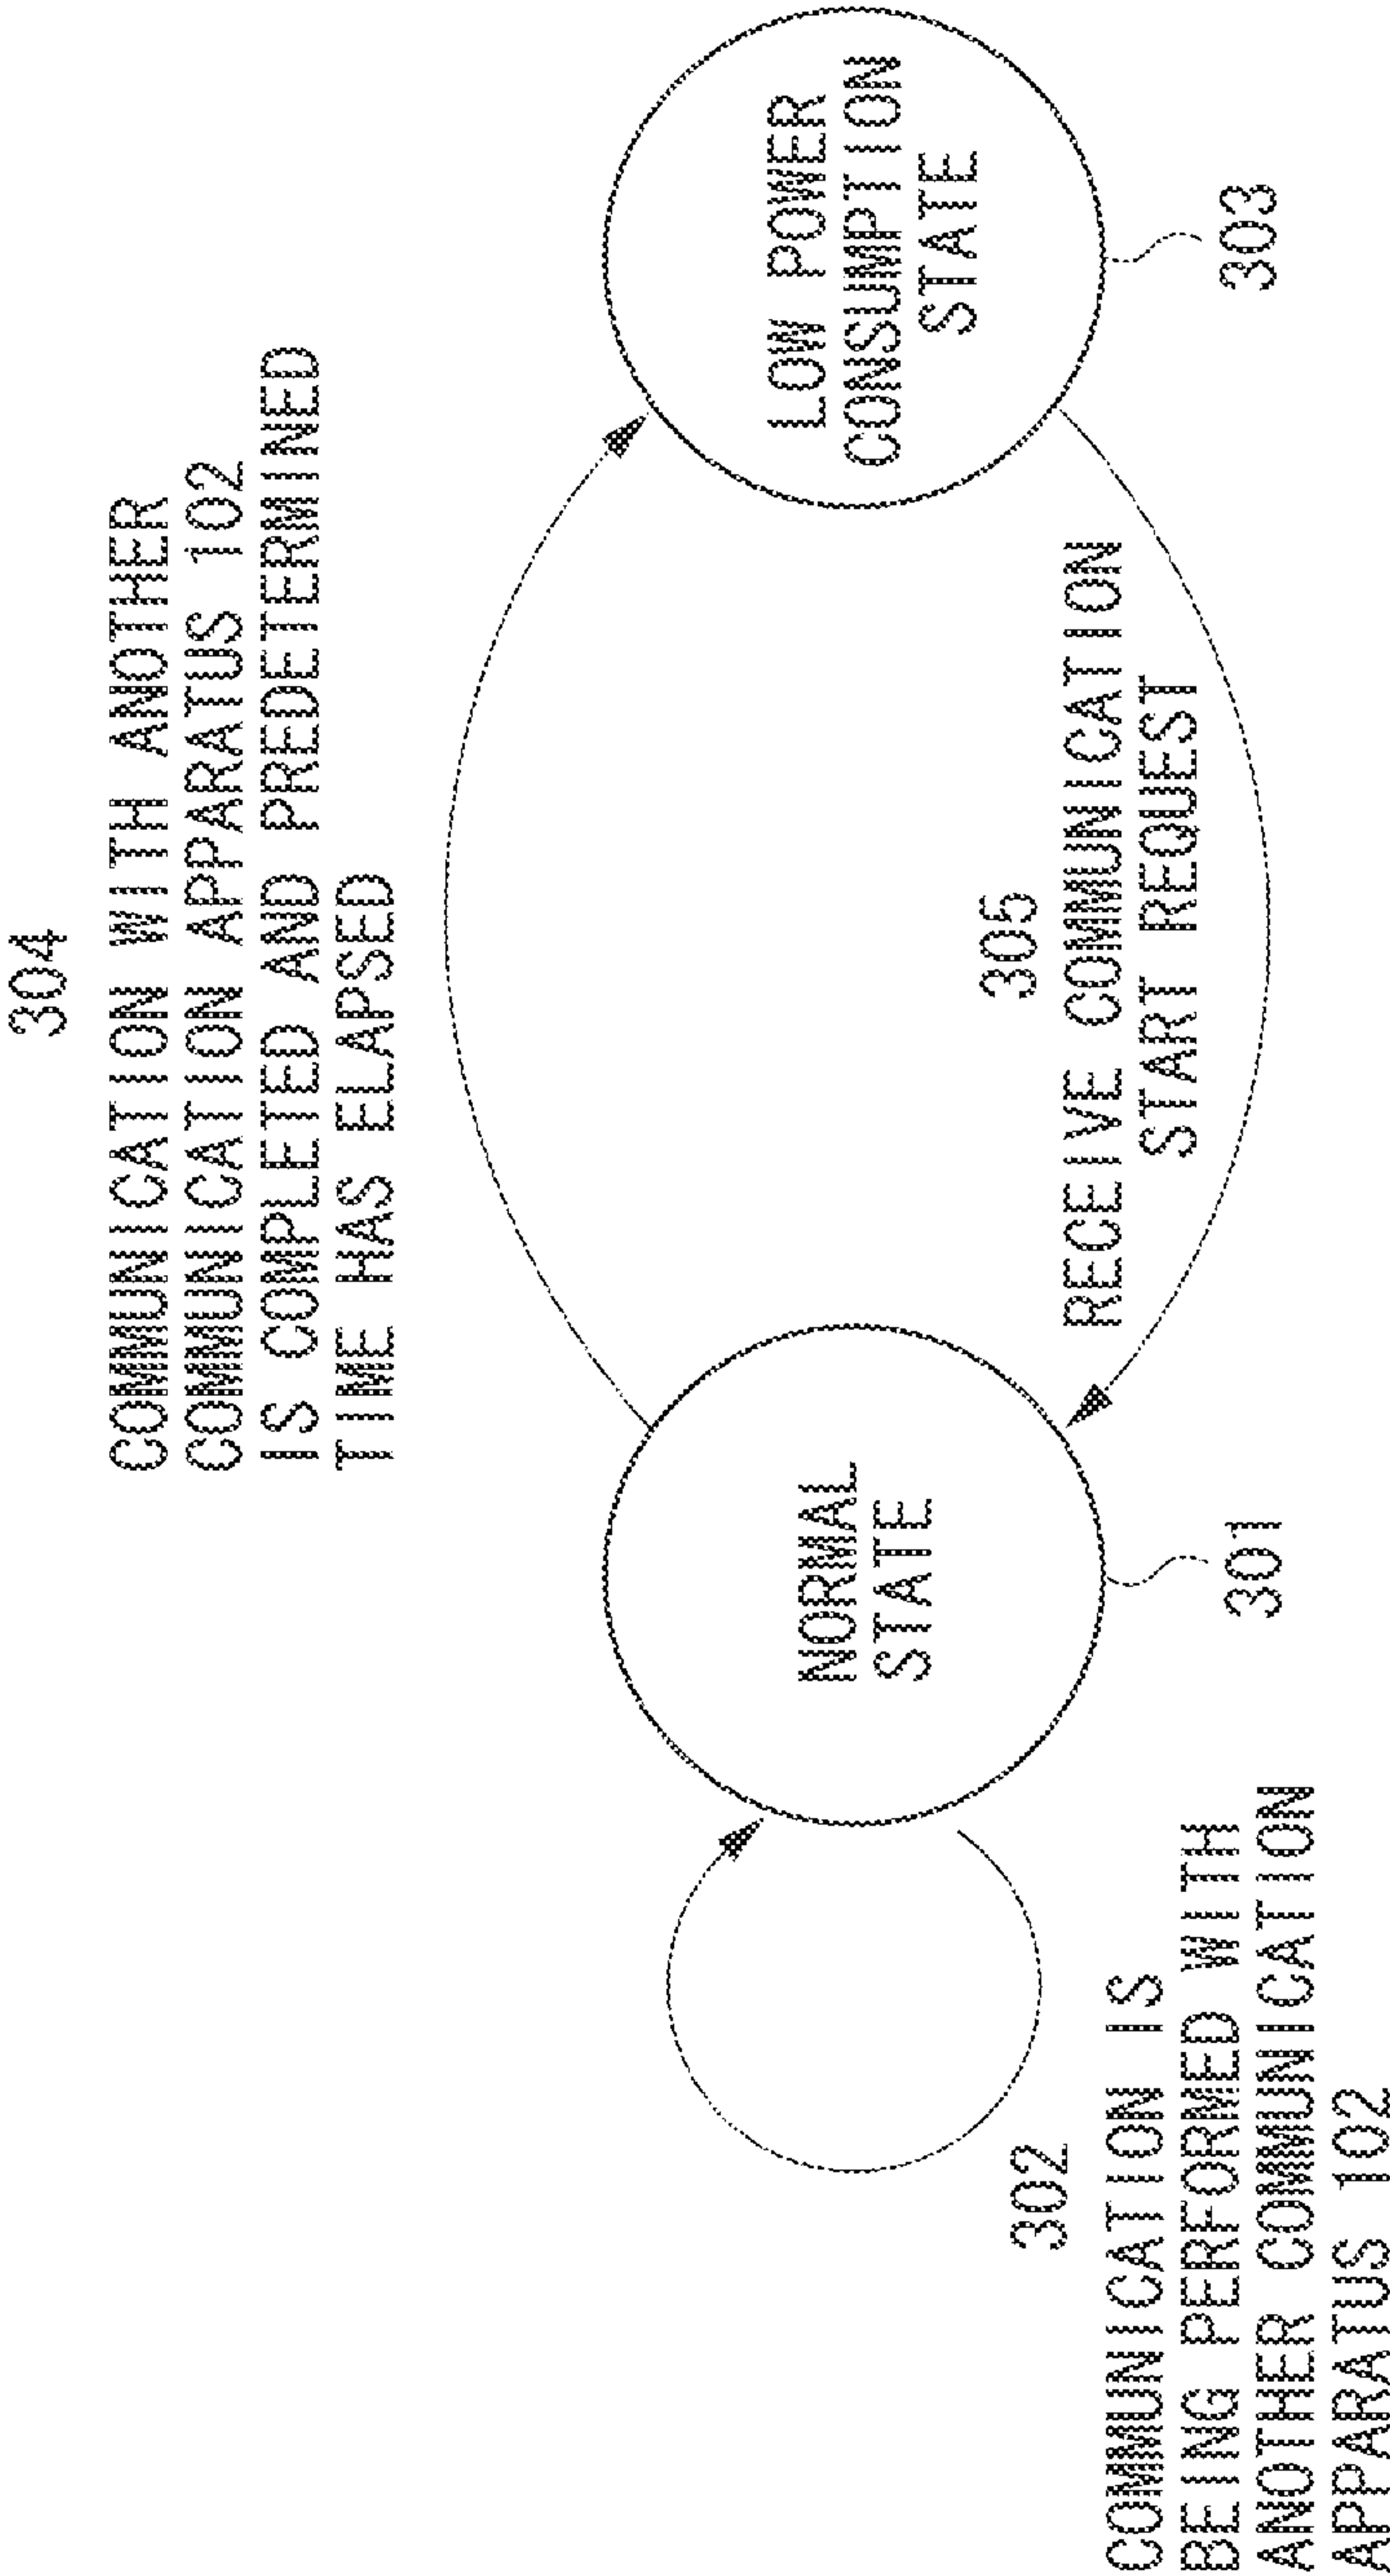 304
COMMUNICATION WITH ANOTHER
COMMUNICATION APPARATUS 102
IS COMPLETED AND PREDETERMINED
TIME HAS ELAPSED
LOW POWER
CONSUMPTION
STATE
303
305
RECEIVE COMMUNICATION
START REQUEST
NORMAL
STATE
301
302
COMMUNICATION IS
BEING PERFORMED WITH
ANOTHER COMMUNICATION
APPARATUS 102